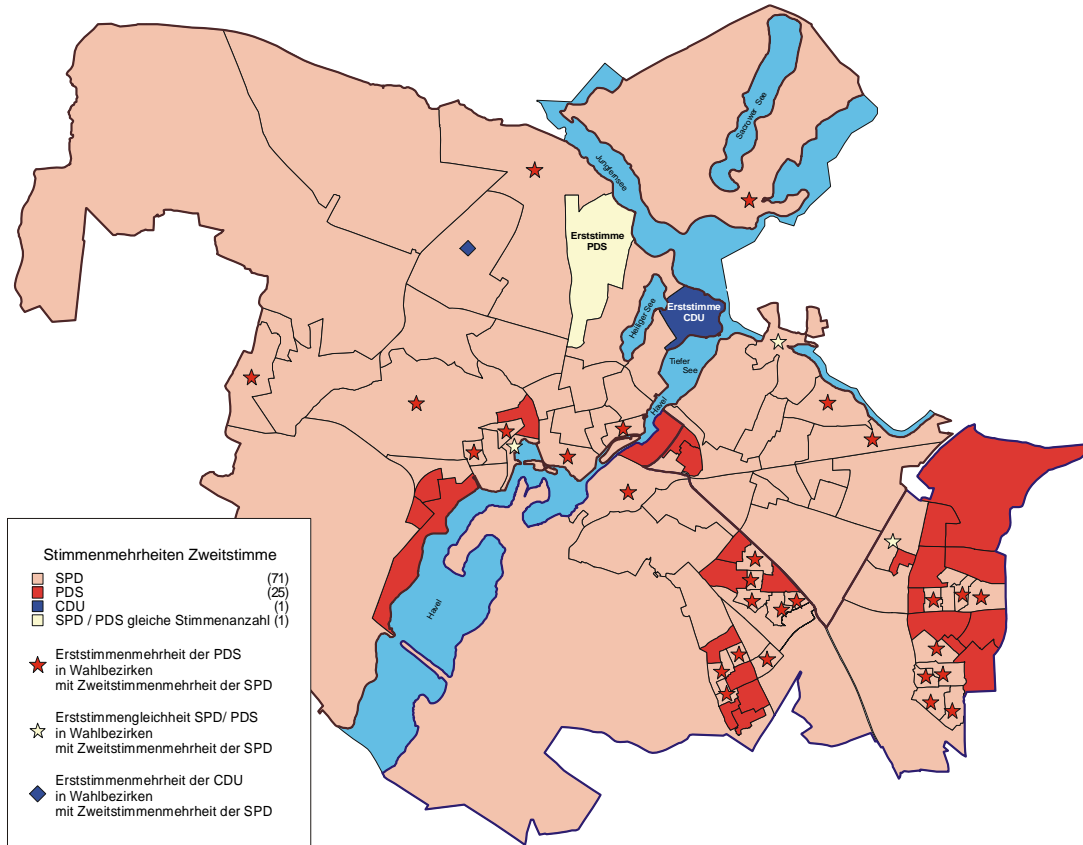 Sacrower See
Jungfernsee
Erststimme
PDS
Heiliger See
Erststimme
CDU
Tiefer
See
Havel
Havel
Stimmenmehrheiten Zweitstimme
SPD (71)
PDS (25)
CDU (1)
SPD / PDS gleiche Stimmenanzahl (1)
Erststimmenmehrheit der PDS
in Wahlbezirken
mit Zweitstimmenmehrheit der SPD
Erststimmengleichheit SPD/ PDS
in Wahlbezirken
mit Zweitstimmenmehrheit der SPD
Erststimmenmehrheit der CDU
in Wahlbezirken
mit Zweitstimmenmehrheit der SPD